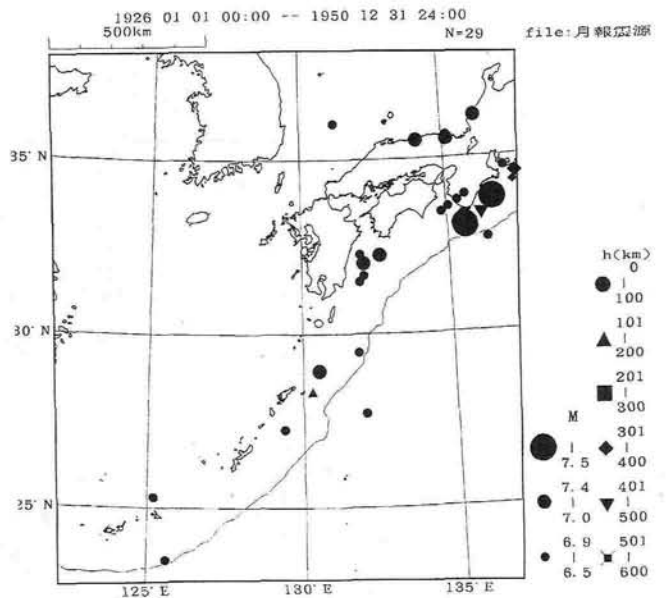 1926 01 01 00:00 -- 1950 12 31 24:00
500km
N=29
file:月報震源
35° N
30° N
25° N
125° E
130° E
135° E
h(km)
0
100
101
200
201
300
301
400
401
500
501
600
M
7.5
7.4
7.0
6.9
6.5